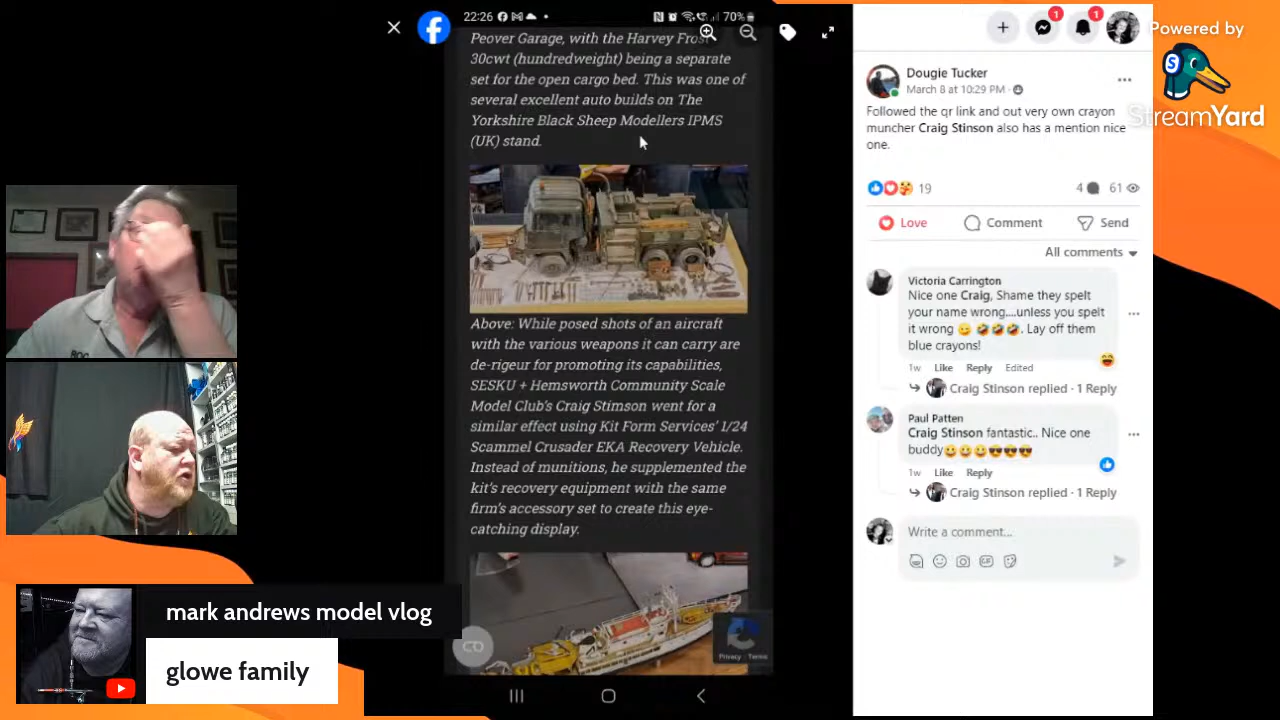 22:26
70%
Peover Garage, with the Harvey Frost
30cwt (hundredweight) being a separate
set for the open cargo bed. This was one of
several excellent auto builds on The
Yorkshire Black Sheep Modellers IPMS
(UK) stand.
Above: While posed shots of an aircraft
with the various weapons it can carry are
de-rigeur for promoting its capabilities,
SESKU + Hemsworth Community Scale
Model Club's Craig Stimson went for a
similar effect using Kit Form Services' 1/24
Scammel Crusader EKA Recovery Vehicle.
Instead of munitions, he supplemented the
kit's recovery equipment with the same
firm's accessory set to create this eye-
catching display.
Privacy - Terms
1
1
Powered by
StreamYard
Dougie Tucker
March 8 at 10:29 PM ·
Followed the qr link and out very own crayon
muncher Craig Stinson also has a mention nice
one.
19
4
61
Love
Comment
Send
All comments
Victoria Carrington
Nice one Craig, Shame they spelt
your name wrong....unless you spelt
it wrong 😉 🤣🤣🤣. Lay off them
blue crayons!
1w Like Reply Edited
Craig Stinson replied · 1 Reply
Paul Patten
Craig Stinson fantastic.. Nice one
buddy😀😀😀😎😎😎
1w Like Reply
Craig Stinson replied · 1 Reply
Write a comment...
GIF
mark andrews model vlog
glowe family